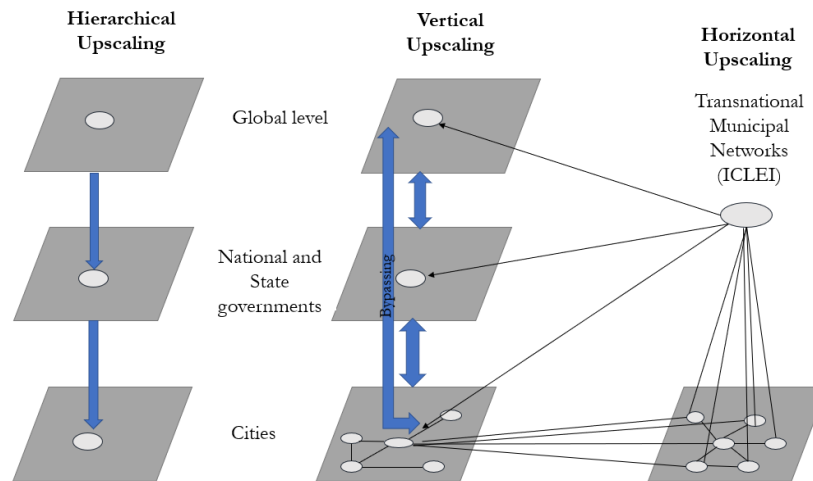 Hierarchical
Upscaling
Vertical
Upscaling
Horizontal
Upscaling
Global level
Transnational
Municipal
Networks
(ICLEI)
National and
State
governments
Bypassing
Cities